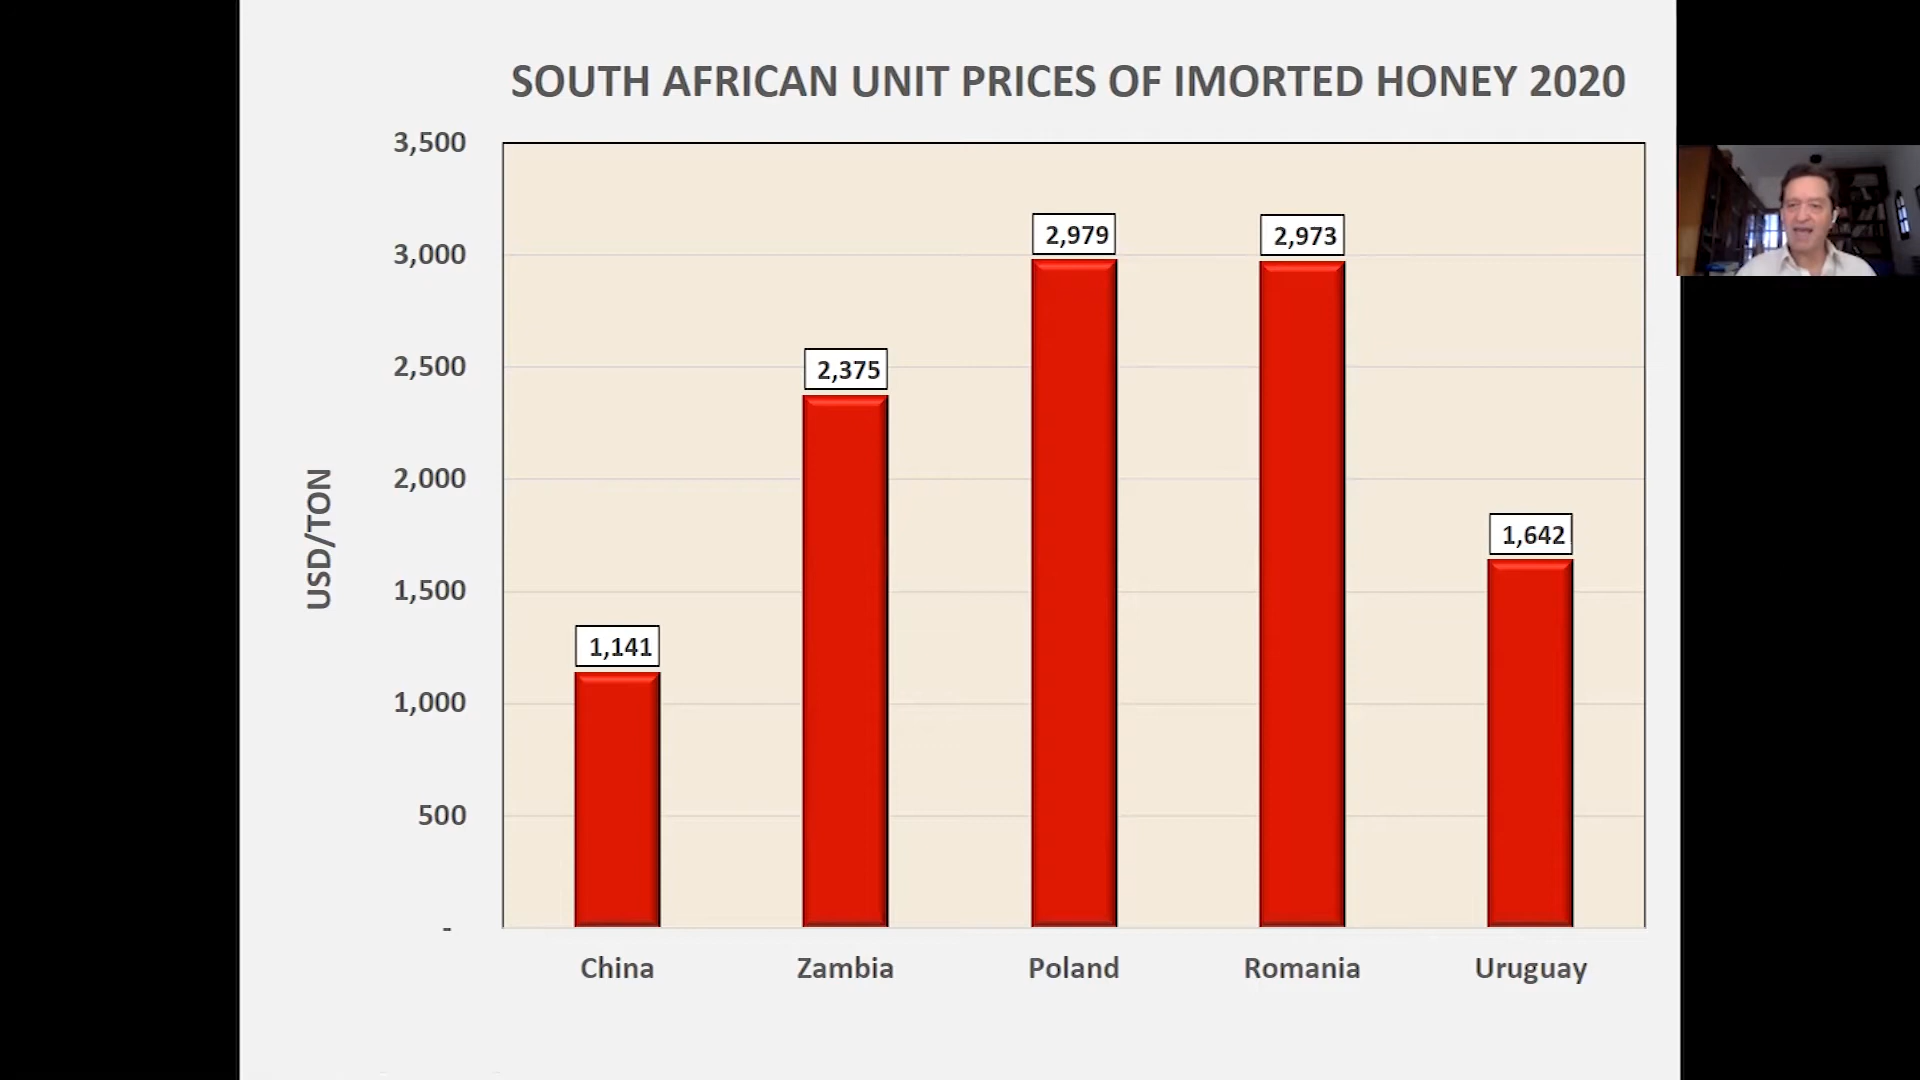 SOUTH AFRICAN UNIT PRICES OF IMORTED HONEY 2020
USD/TON
3,500
3,000
2,500
2,000
1,500
1,000
500
-
1,141
2,375
2,979
2,973
1,642
China
Zambia
Poland
Romania
Uruguay